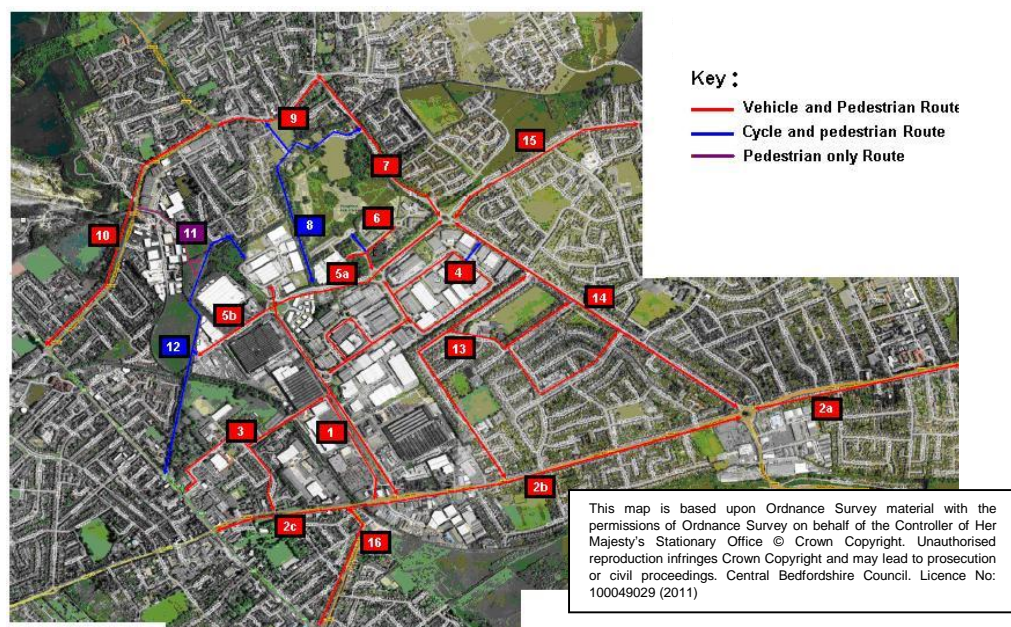 Key :
Vehicle and Pedestrian Route
Cycle and pedestrian Route
Pedestrian only Route
9
15
7
6
8
11
10
5a
4
14
5b
12
13
2a
3
1
2b
2c
16
This map is based upon Ordnance Survey material with the
permissions of Ordnance Survey on behalf of the Controller of Her
Majesty's Stationary Office © Crown Copyright. Unauthorised
reproduction infringes Crown Copyright and may lead to prosecution
or civil proceedings. Central Bedfordshire Council. Licence No:
100049029 (2011)